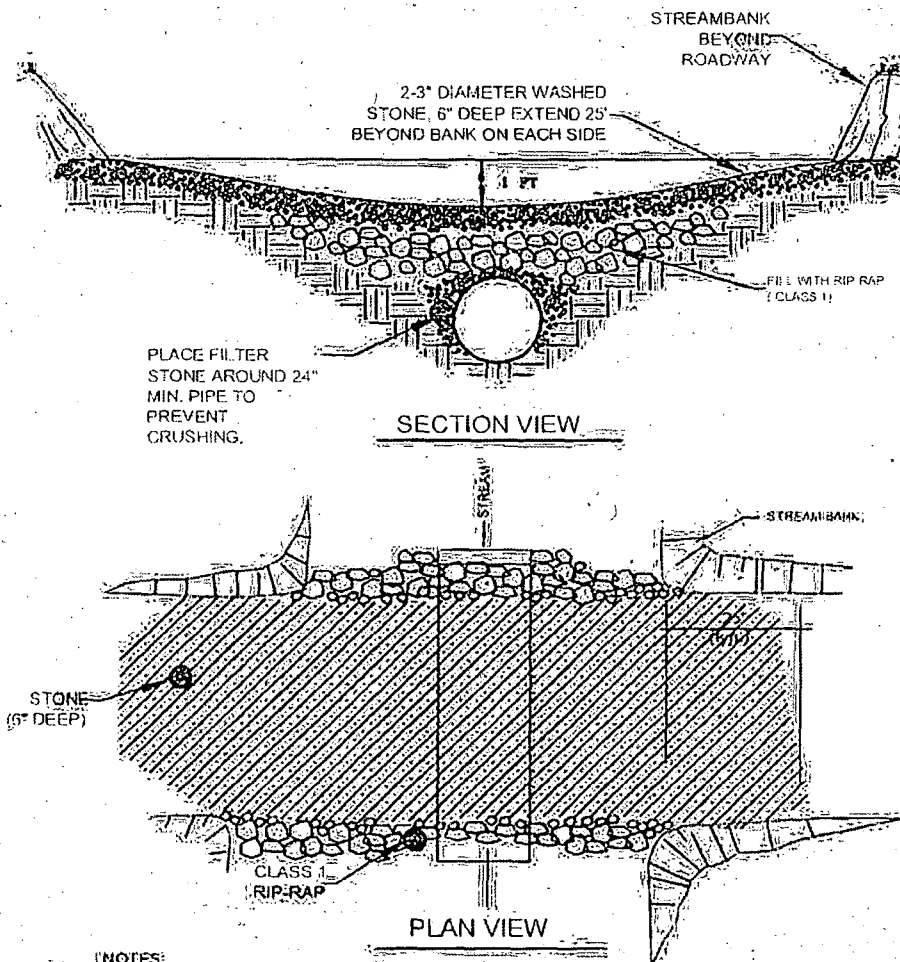 STREAMBANK
BEYOND
ROADWAY
2-3" DIAMETER WASHED
STONE, 6" DEEP EXTEND 25'
BEYOND BANK ON EACH SIDE
1 FT
FILL WITH RIP RAP
(CLASS 1)
PLACE FILTER
STONE AROUND 24"
MIN. PIPE TO
PREVENT
CRUSHING.
SECTION VIEW
STREAM
STREAMBANK
25'
STONE
(6" DEEP)
CLASS 1
RIP-RAP
PLAN VIEW
NOTES: